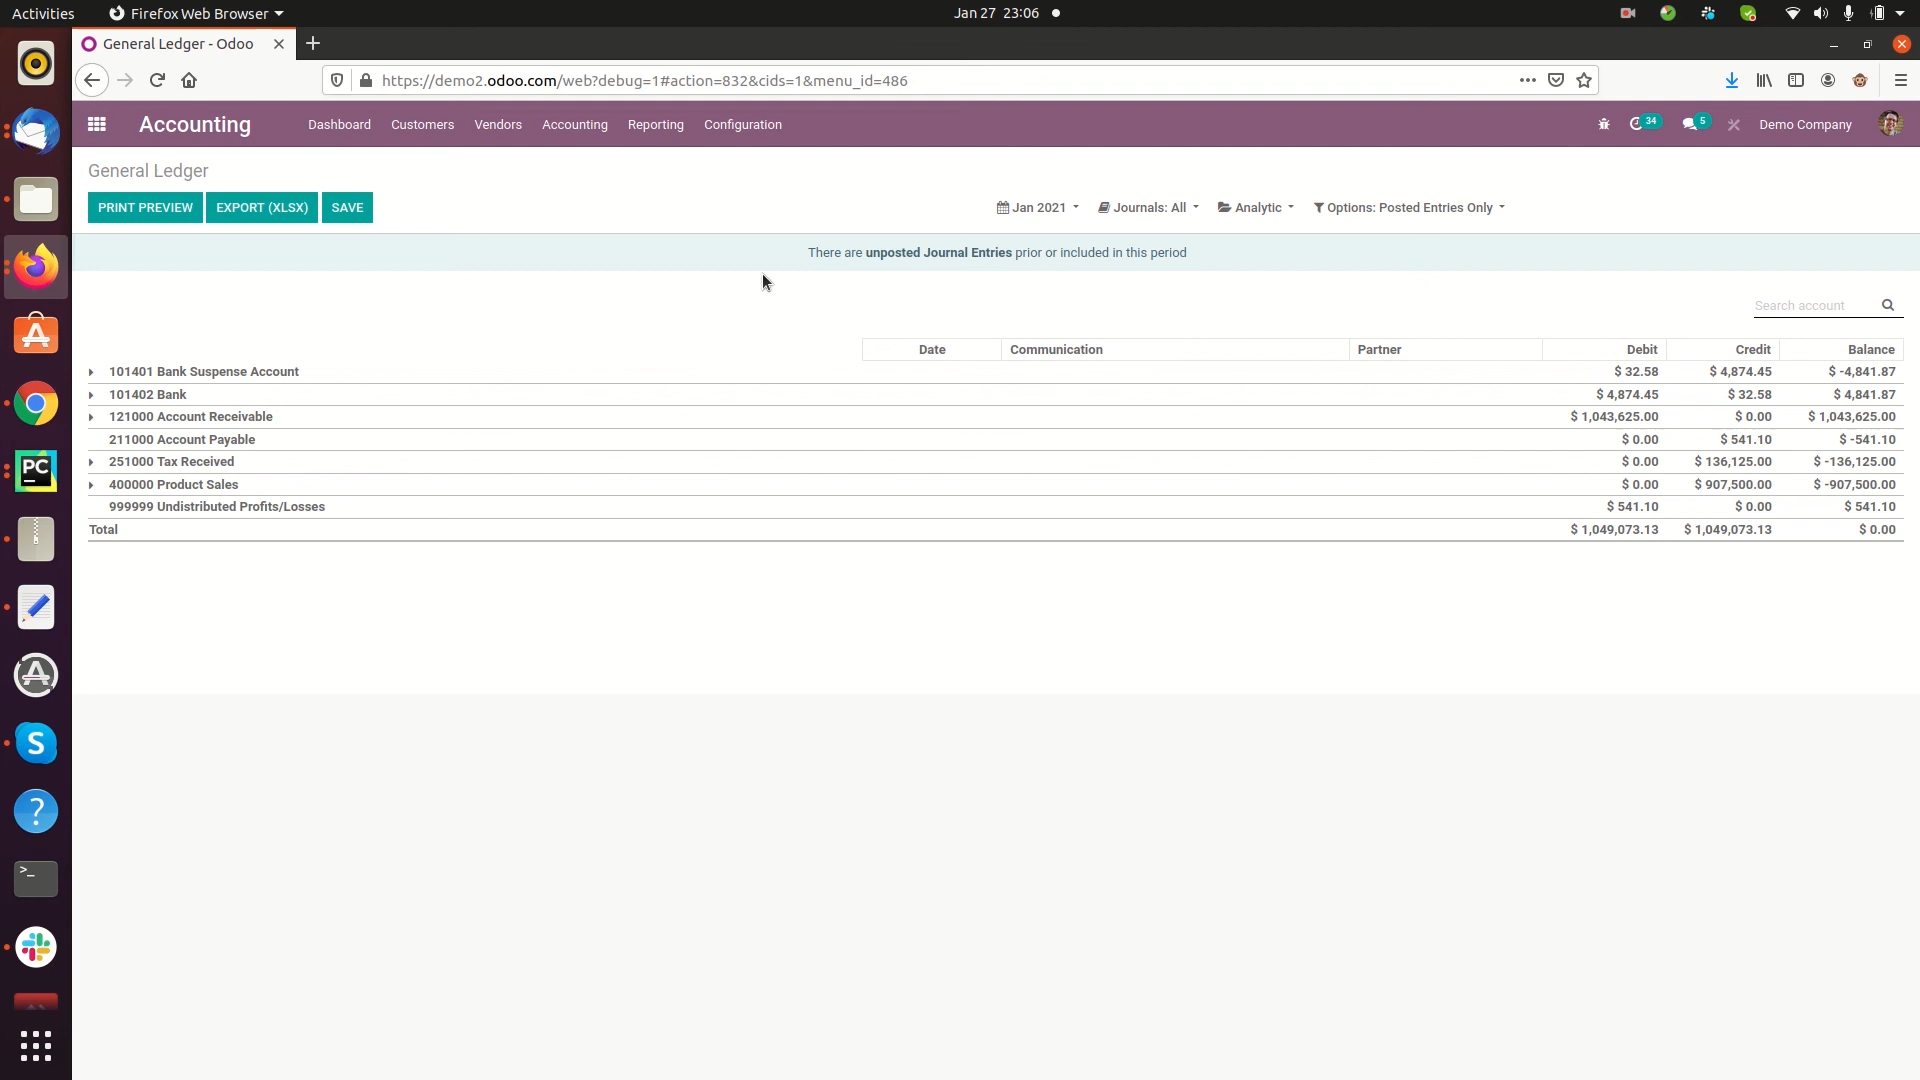 Activities Firefox Web Browser Jan 27 23:06
General Ledger - Odoo
https://demo2.odoo.com/web?debug=1#action=832&cids=1&menu_id=486
Accounting Dashboard Customers Vendors Accounting Reporting Configuration 34 5 Demo Company
General Ledger
PRINT PREVIEW EXPORT (XLSX) SAVE Jan 2021 Journals: All Analytic Options: Posted Entries Only
There are unposted Journal Entries prior or included in this period
Search account
Date Communication Partner Debit Credit Balance
101401 Bank Suspense Account $ 32.58 $ 4,874.45 $ -4,841.87
101402 Bank $ 4,874.45 $ 32.58 $ 4,841.87
121000 Account Receivable $ 1,043,625.00 $ 0.00 $ 1,043,625.00
211000 Account Payable $ 0.00 $ 541.10 $ -541.10
251000 Tax Received $ 0.00 $ 136,125.00 $ -136,125.00
400000 Product Sales $ 0.00 $ 907,500.00 $ -907,500.00
999999 Undistributed Profits/Losses $ 541.10 $ 0.00 $ 541.10
Total $ 1,049,073.13 $ 1,049,073.13 $ 0.00
PC
S
?
>_